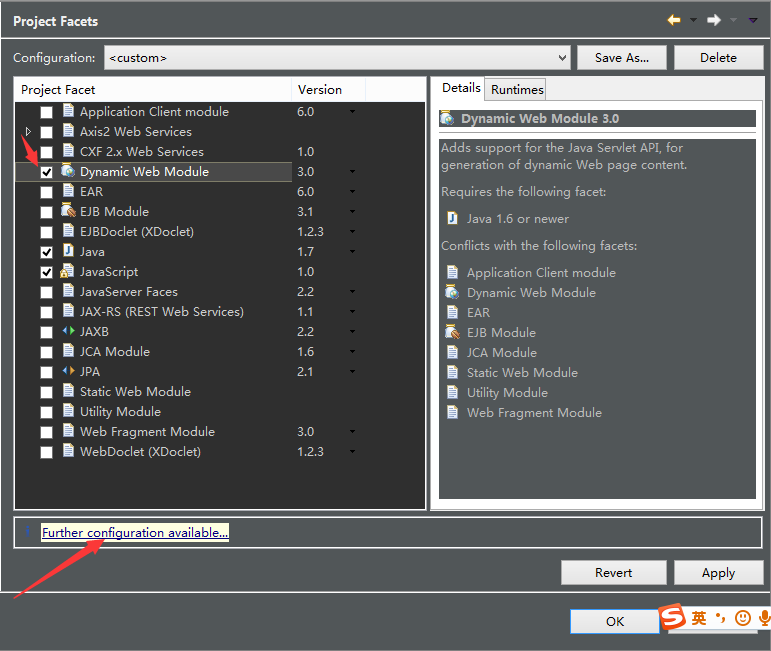 Project Facets
Configuration: <custom> Save As... Delete
Project Facet Version
Application Client module 6.0
Axis2 Web Services
CXF 2.x Web Services 1.0
Dynamic Web Module 3.0
EAR 6.0
EJB Module 3.1
EJBDoclet (XDoclet) 1.2.3
Java 1.7
JavaScript 1.0
JavaServer Faces 2.2
JAX-RS (REST Web Services) 1.1
JAXB 2.2
JCA Module 1.6
JPA 2.1
Static Web Module
Utility Module
Web Fragment Module 3.0
WebDoclet (XDoclet) 1.2.3
Details Runtimes
Dynamic Web Module 3.0
Adds support for the Java Servlet API, for
generation of dynamic Web page content.
Requires the following facet:
Java 1.6 or newer
Conflicts with the following facets:
Application Client module
Dynamic Web Module
EAR
EJB Module
JCA Module
Static Web Module
Utility Module
Web Fragment Module
Further configuration available...
Revert Apply
OK
英